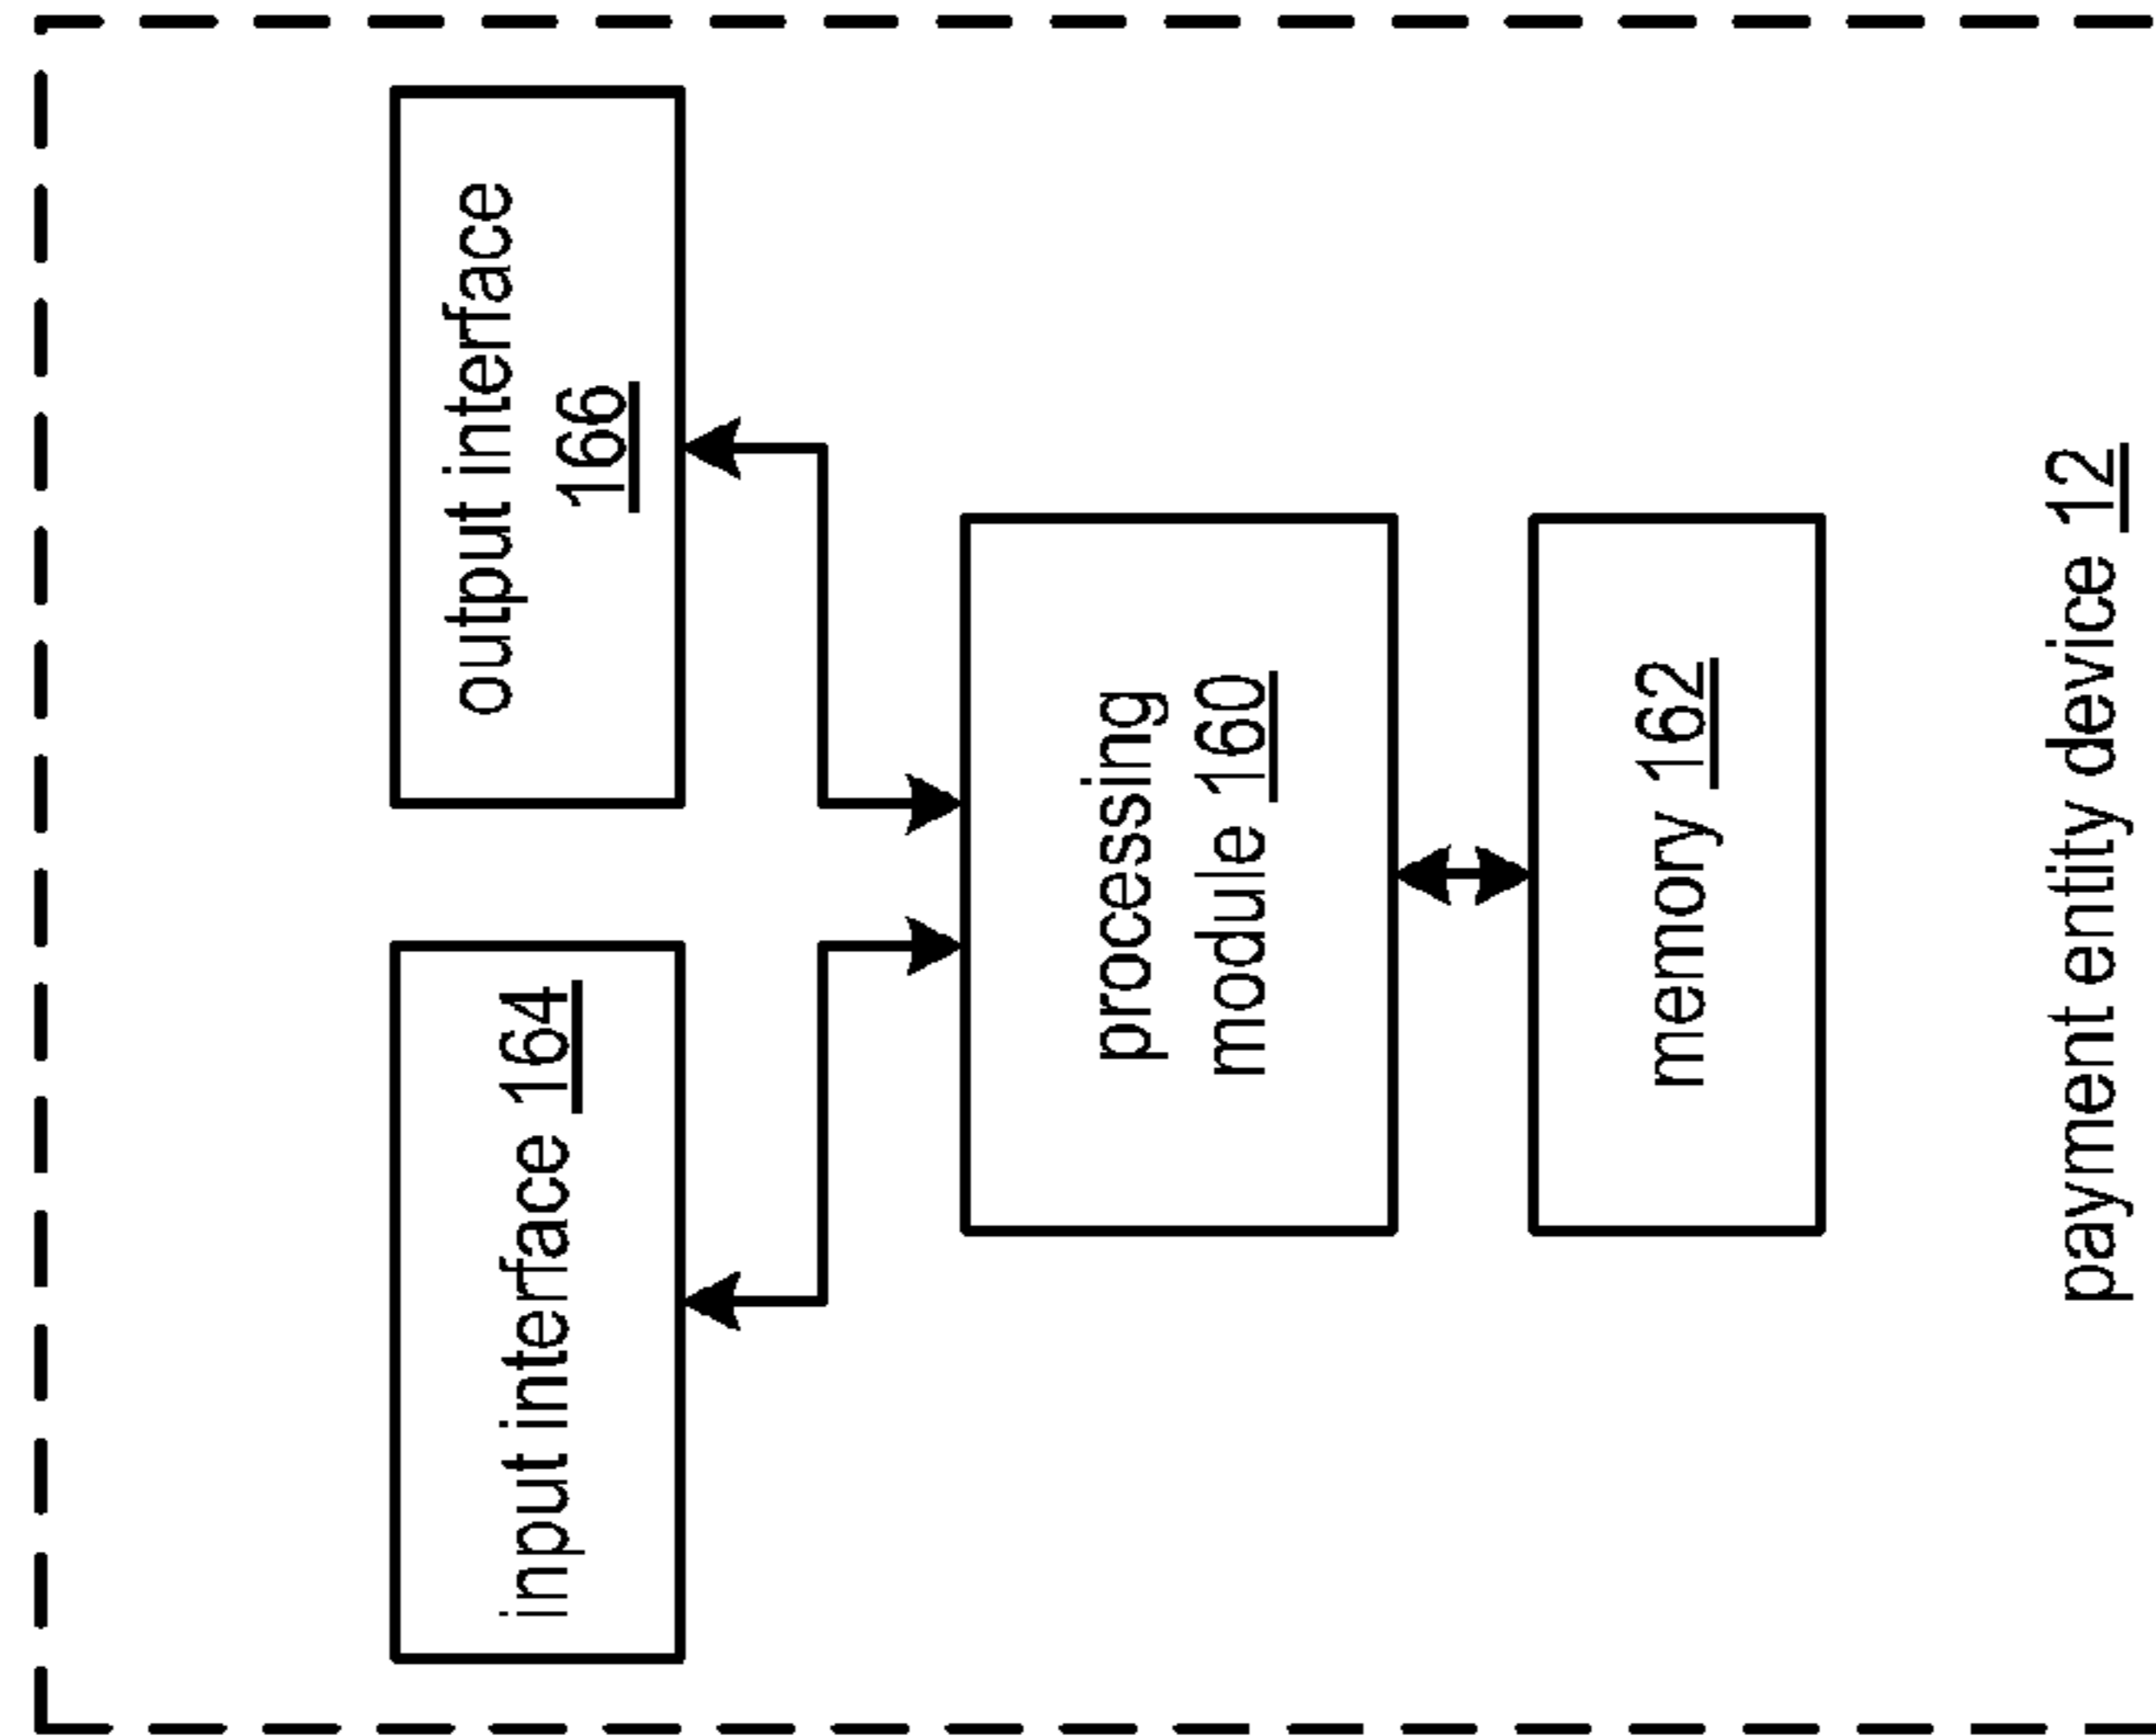 input interface 164
output interface
166
processing
module 160
memory 162
payment entity device 12